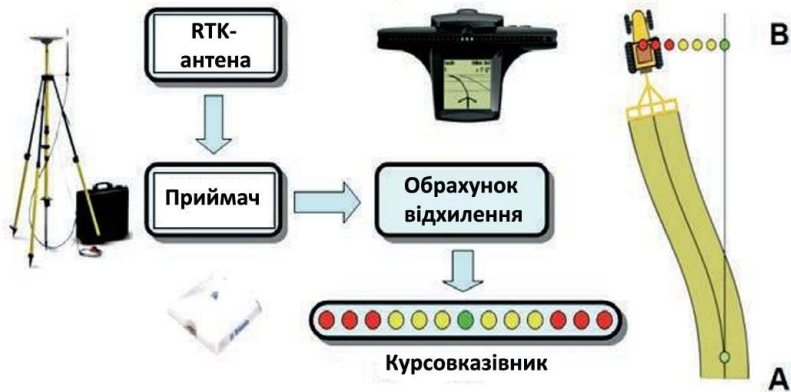 RTK-
антена
Приймач
Обрахунок
відхилення
Курсовказівник
B
A